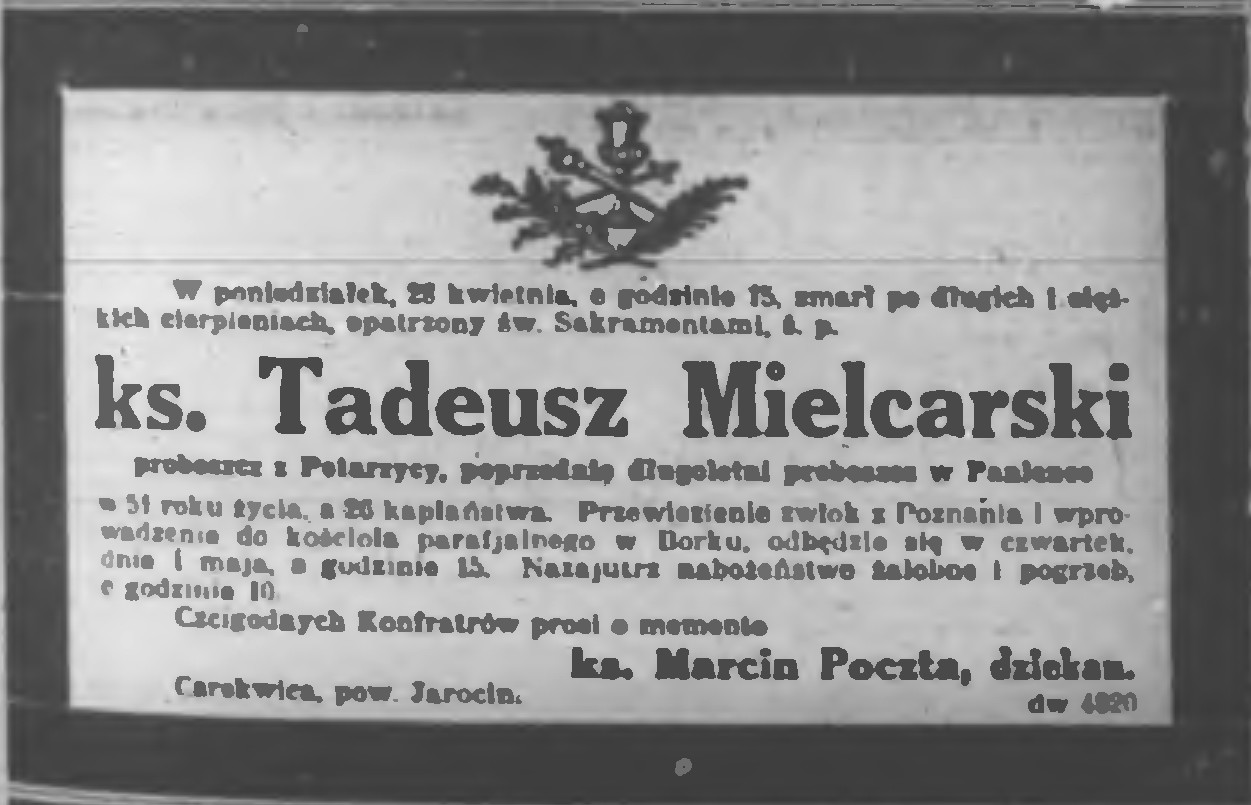 W poniedziałek, 28 kwietnia, o godzinie 15, zmarł po długich i cięż-
kich cierpieniach, opatrzony św. Sakramentami, ś. p.
ks. Tadeusz Mielcarski
proboszcz z Potarzycy, poprzednio długoletni proboszcz w
w 51 roku życia, a 26 kapłaństwa. Przewiezienie zwłok z Poznania i wpro-
wadzenie do kościoła parafjalnego w Borku, odbędzie się w czwartek,
dnia 1 maja, o godzinie 15. Nazajutrz nabożeństwo żałobne i pogrzeb,
o godzinie 10
Czcigodnych Konfratrów prosi o memento
ks. Marcin Poczta, dziekan.
Cerekwica, pow. Jarocin.
dw 4820